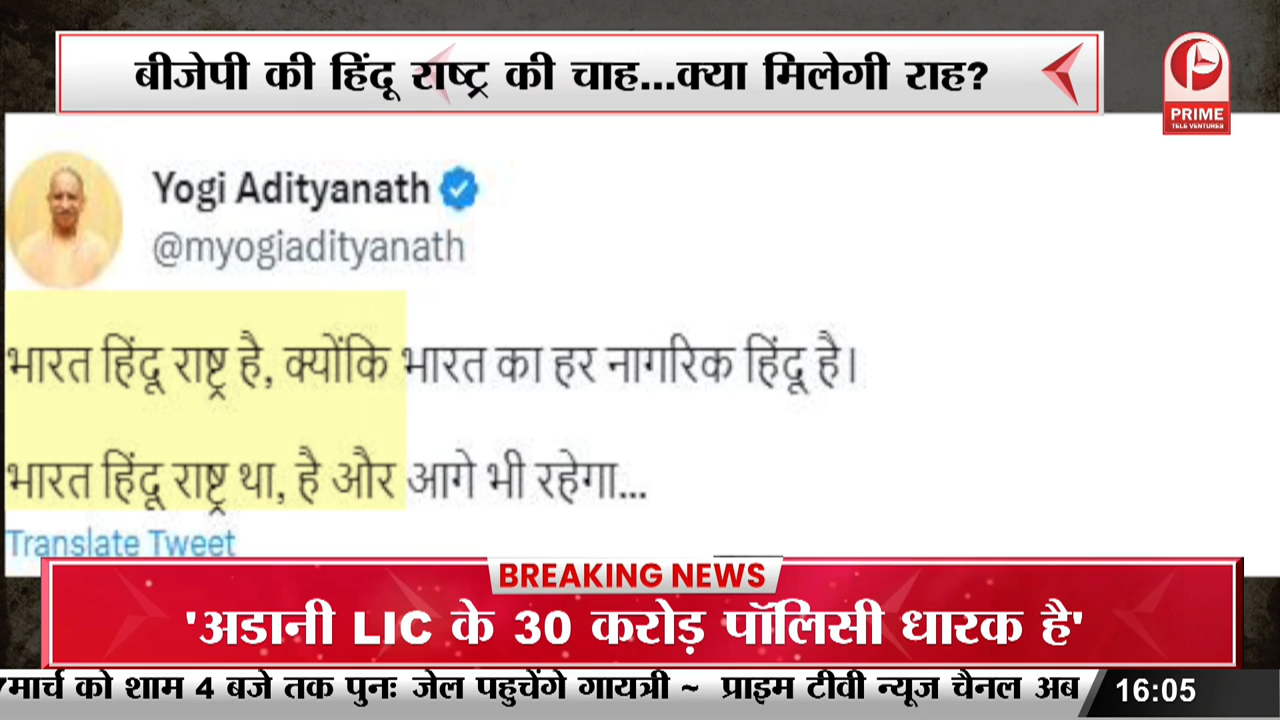 बीजेपी की हिंदू राष्ट्र की चाह...क्या मिलेगी राह?
PRIME
TELE VENTURES
Yogi Adityanath
@myogiadityanath
भारत हिंदू राष्ट्र है, क्योंकि भारत का हर नागरिक हिंदू है।
भारत हिंदू राष्ट्र था, है और आगे भी रहेगा...
Translate Tweet
BREAKING NEWS
'अडानी LIC के 30 करोड़ पॉलिसी धारक है'
मार्च को शाम 4 बजे तक पुनः जेल पहुचेंगे गायत्री ~ प्राइम टीवी न्यूज चैनल अब
16:05